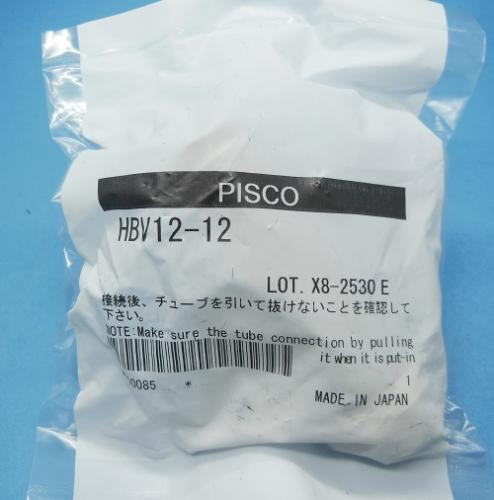 PISCO
HBV12-12
LOT. X8-2530 E
接続後、チューブを引いて抜けないことを確認して
下さい。
NOTE:Make sure the tube connection by pulling
it when it is put-in
0085 *
1
MADE IN JAPAN